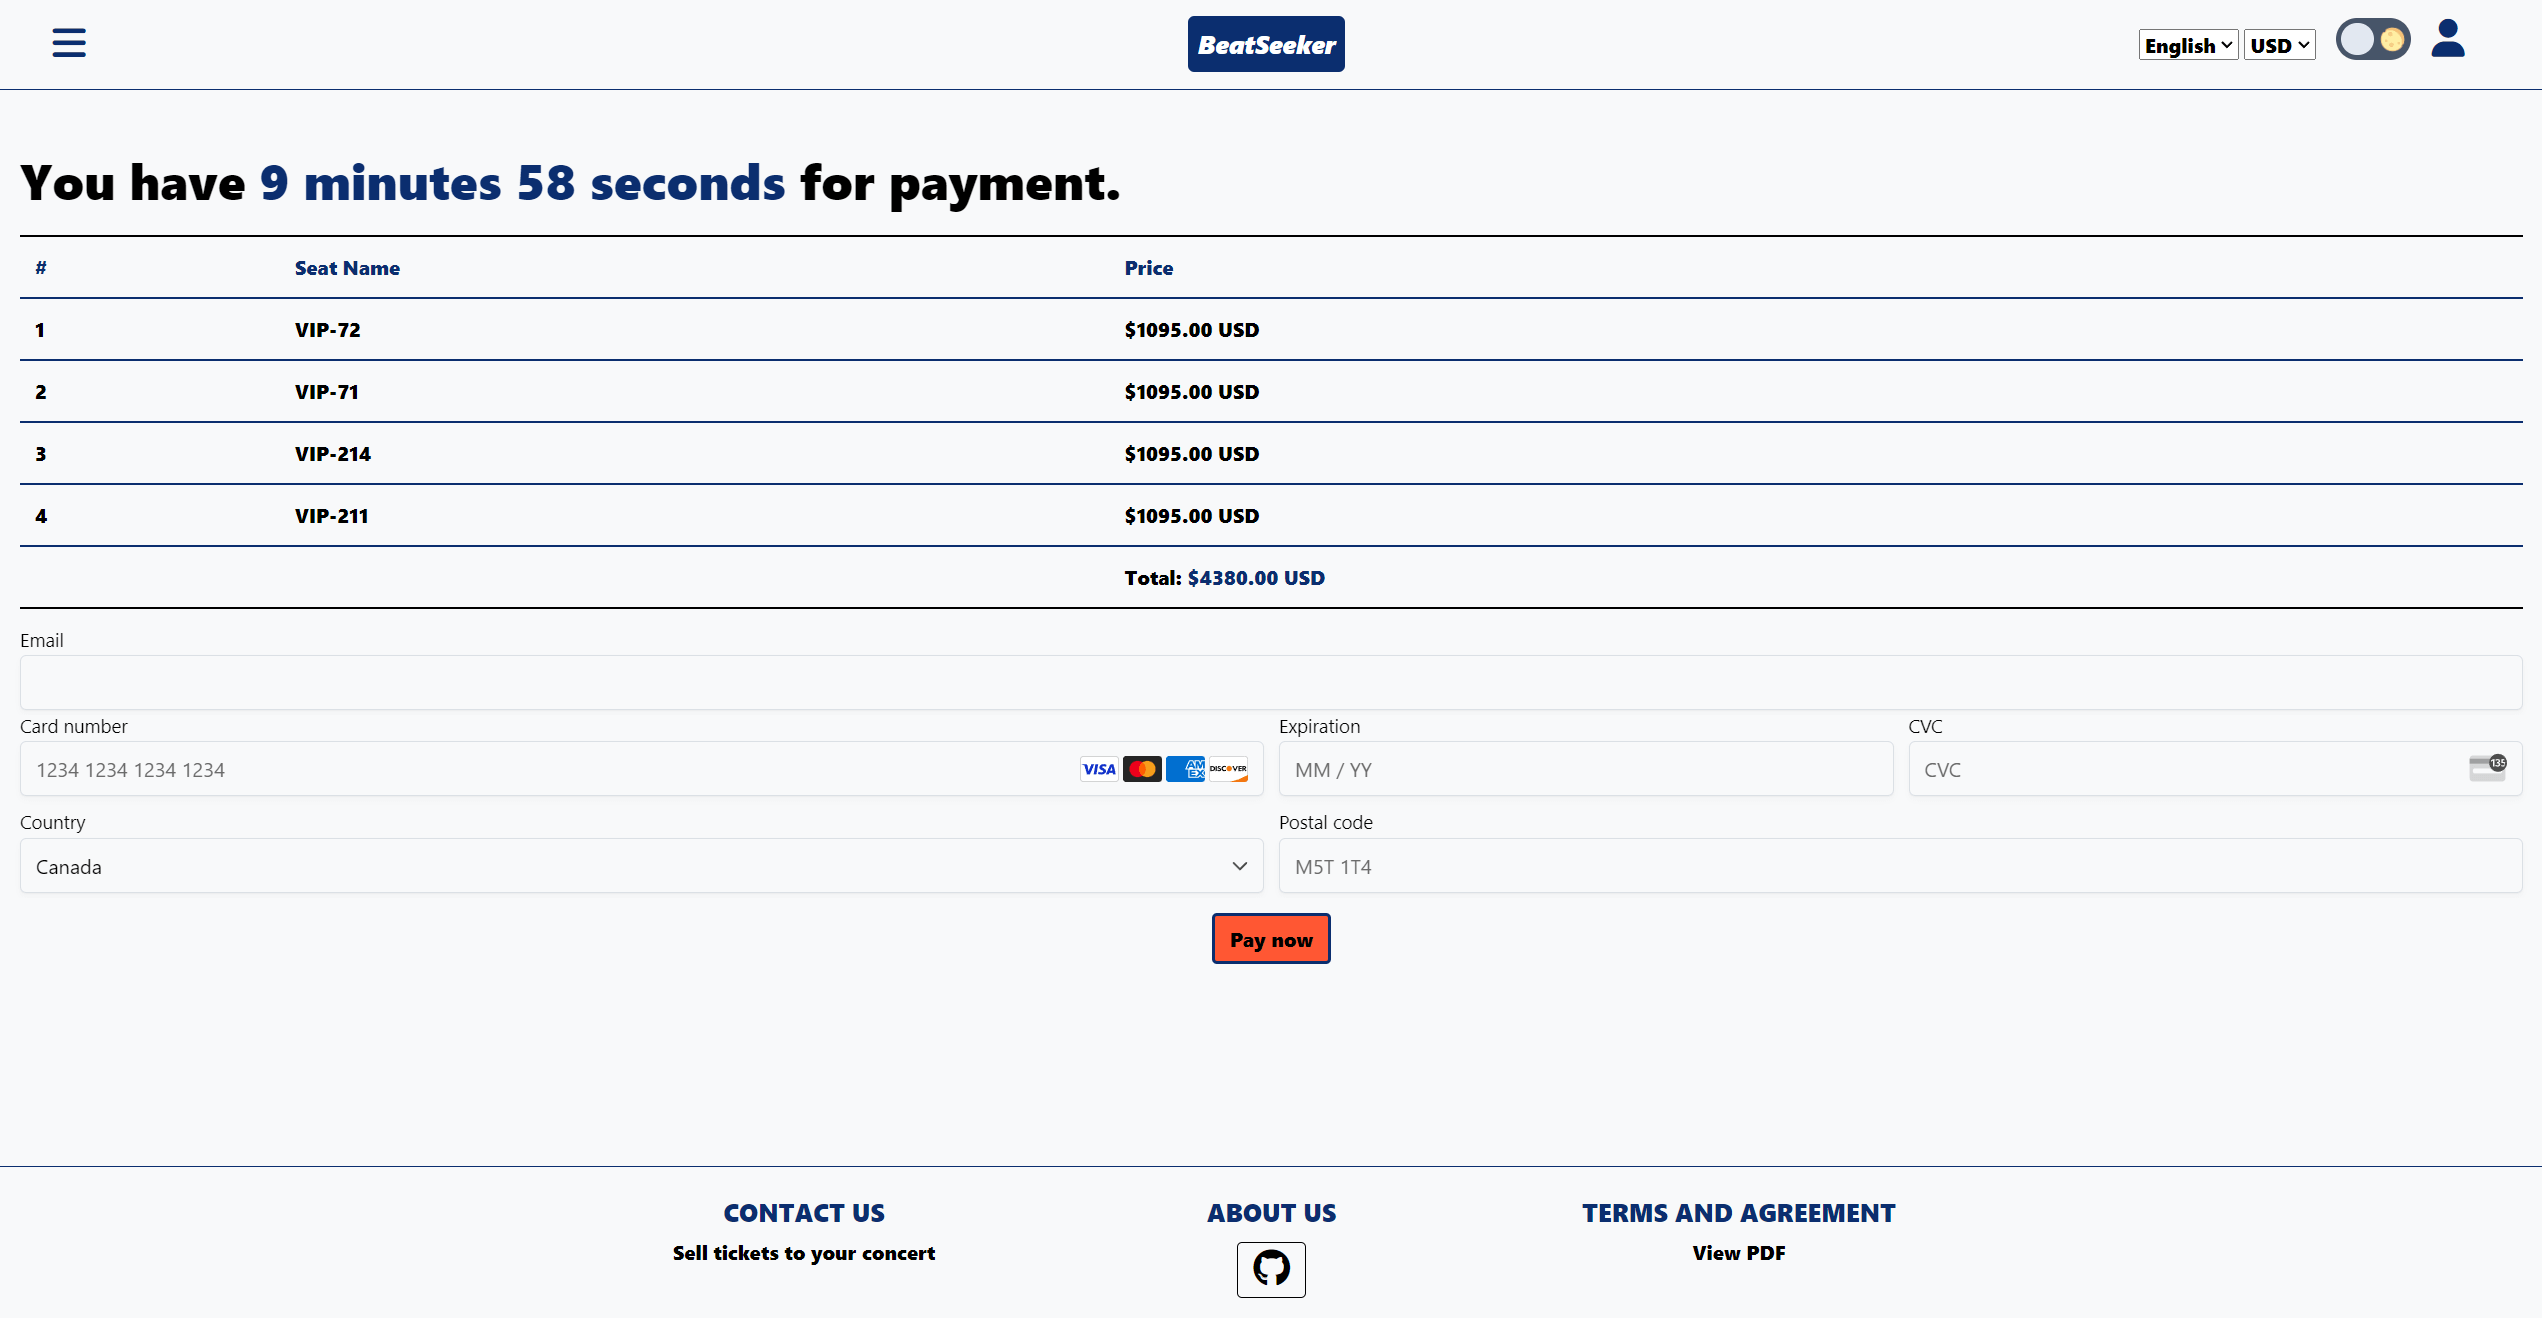 BeatSeeker
English
USD
You have 9 minutes 58 seconds for payment.
# Seat Name Price
1 VIP-72 $1095.00 USD
2 VIP-71 $1095.00 USD
3 VIP-214 $1095.00 USD
4 VIP-211 $1095.00 USD
Total: $4380.00 USD
Email
Card number Expiration CVC
1234 1234 1234 1234 VISA AMEX DISCOVER MM / YY CVC 135
Country Postal code
Canada M5T 1T4
Pay now
CONTACT US ABOUT US TERMS AND AGREEMENT
Sell tickets to your concert View PDF